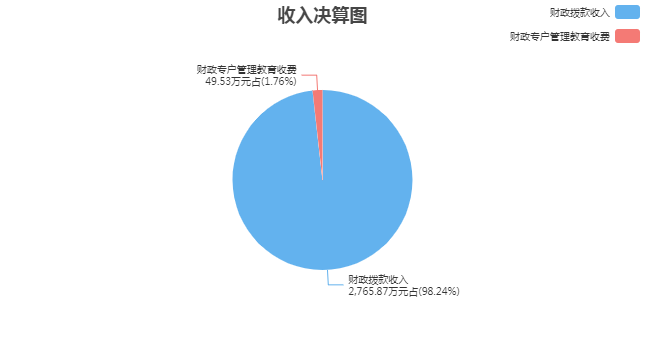 收入决算图
财政拨款收入
财政专户管理教育收费
财政专户管理教育收费
49.53万元占(1.76%)
财政拨款收入
2,765.87万元占(98.24%)